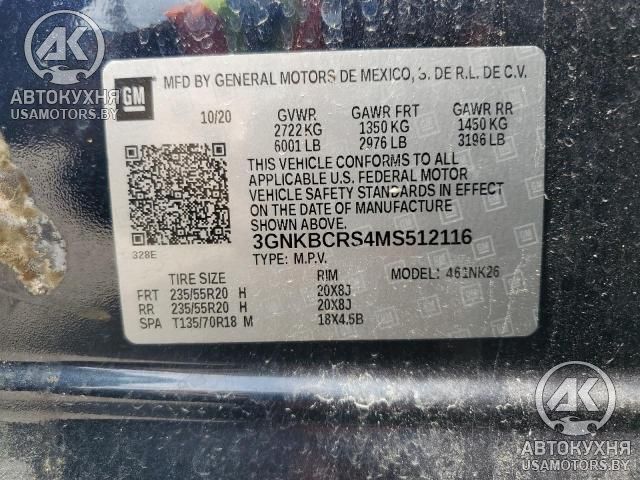 AK
АВТОКУХНЯ
USAMOTORS.BY
GM
MFD BY GENERAL MOTORS DE MEXICO, S. DE R.L. DE C.V.
10/20 GVWR GAWR FRT GAWR RR
2722 KG 1350 KG 1450 KG
6001 LB 2976 LB 3196 LB
THIS VEHICLE CONFORMS TO ALL
APPLICABLE U.S. FEDERAL MOTOR
VEHICLE SAFETY STANDARDS IN EFFECT
ON THE DATE OF MANUFACTURE
SHOWN ABOVE.
328E
3GNKBCRS4MS512116
TYPE: M.P.V. MODEL: 461NK26
TIRE SIZE RIM
FRT 235/55R20 H 20X8J
RR 235/55R20 H 20X8J
SPA T135/70R18 M 18X4.5B
AK
АВТОКУХНЯ
USAMOTORS.BY